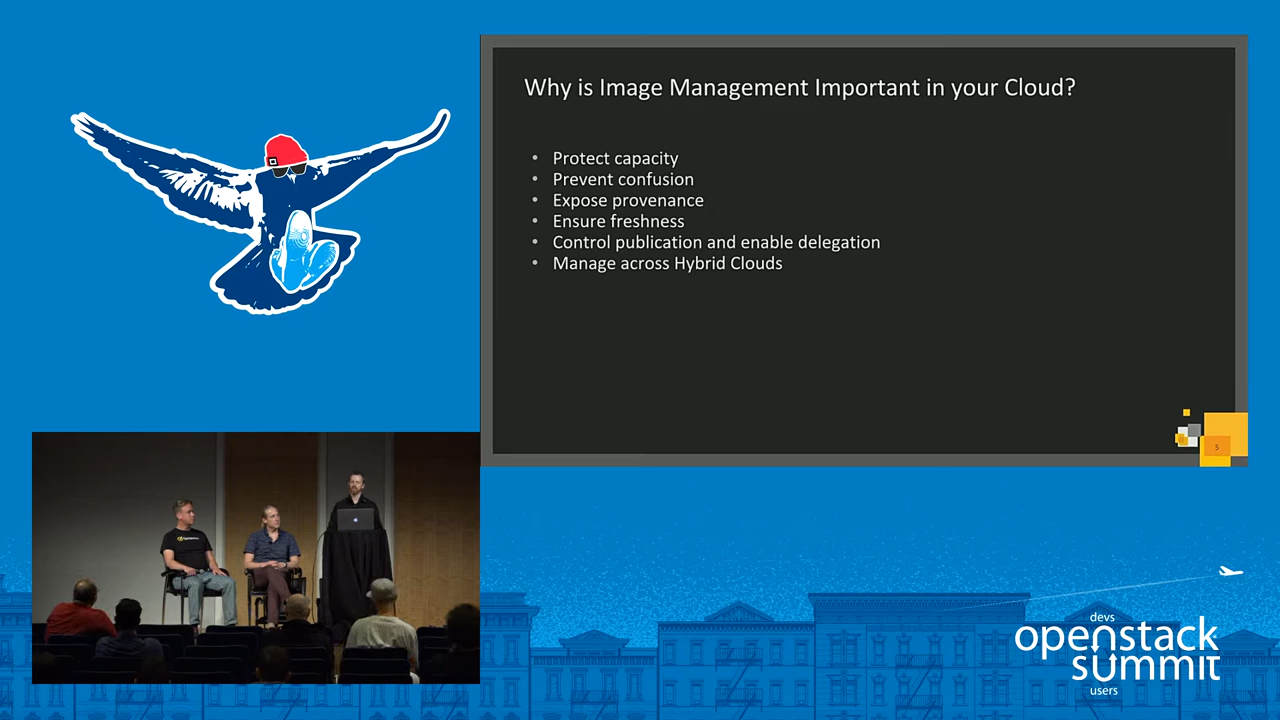 Why is Image Management Important in your Cloud?
• Protect capacity
• Prevent confusion
• Expose provenance
• Ensure freshness
• Control publication and enable delegation
• Manage across Hybrid Clouds
5
devs
openstack
summit
users